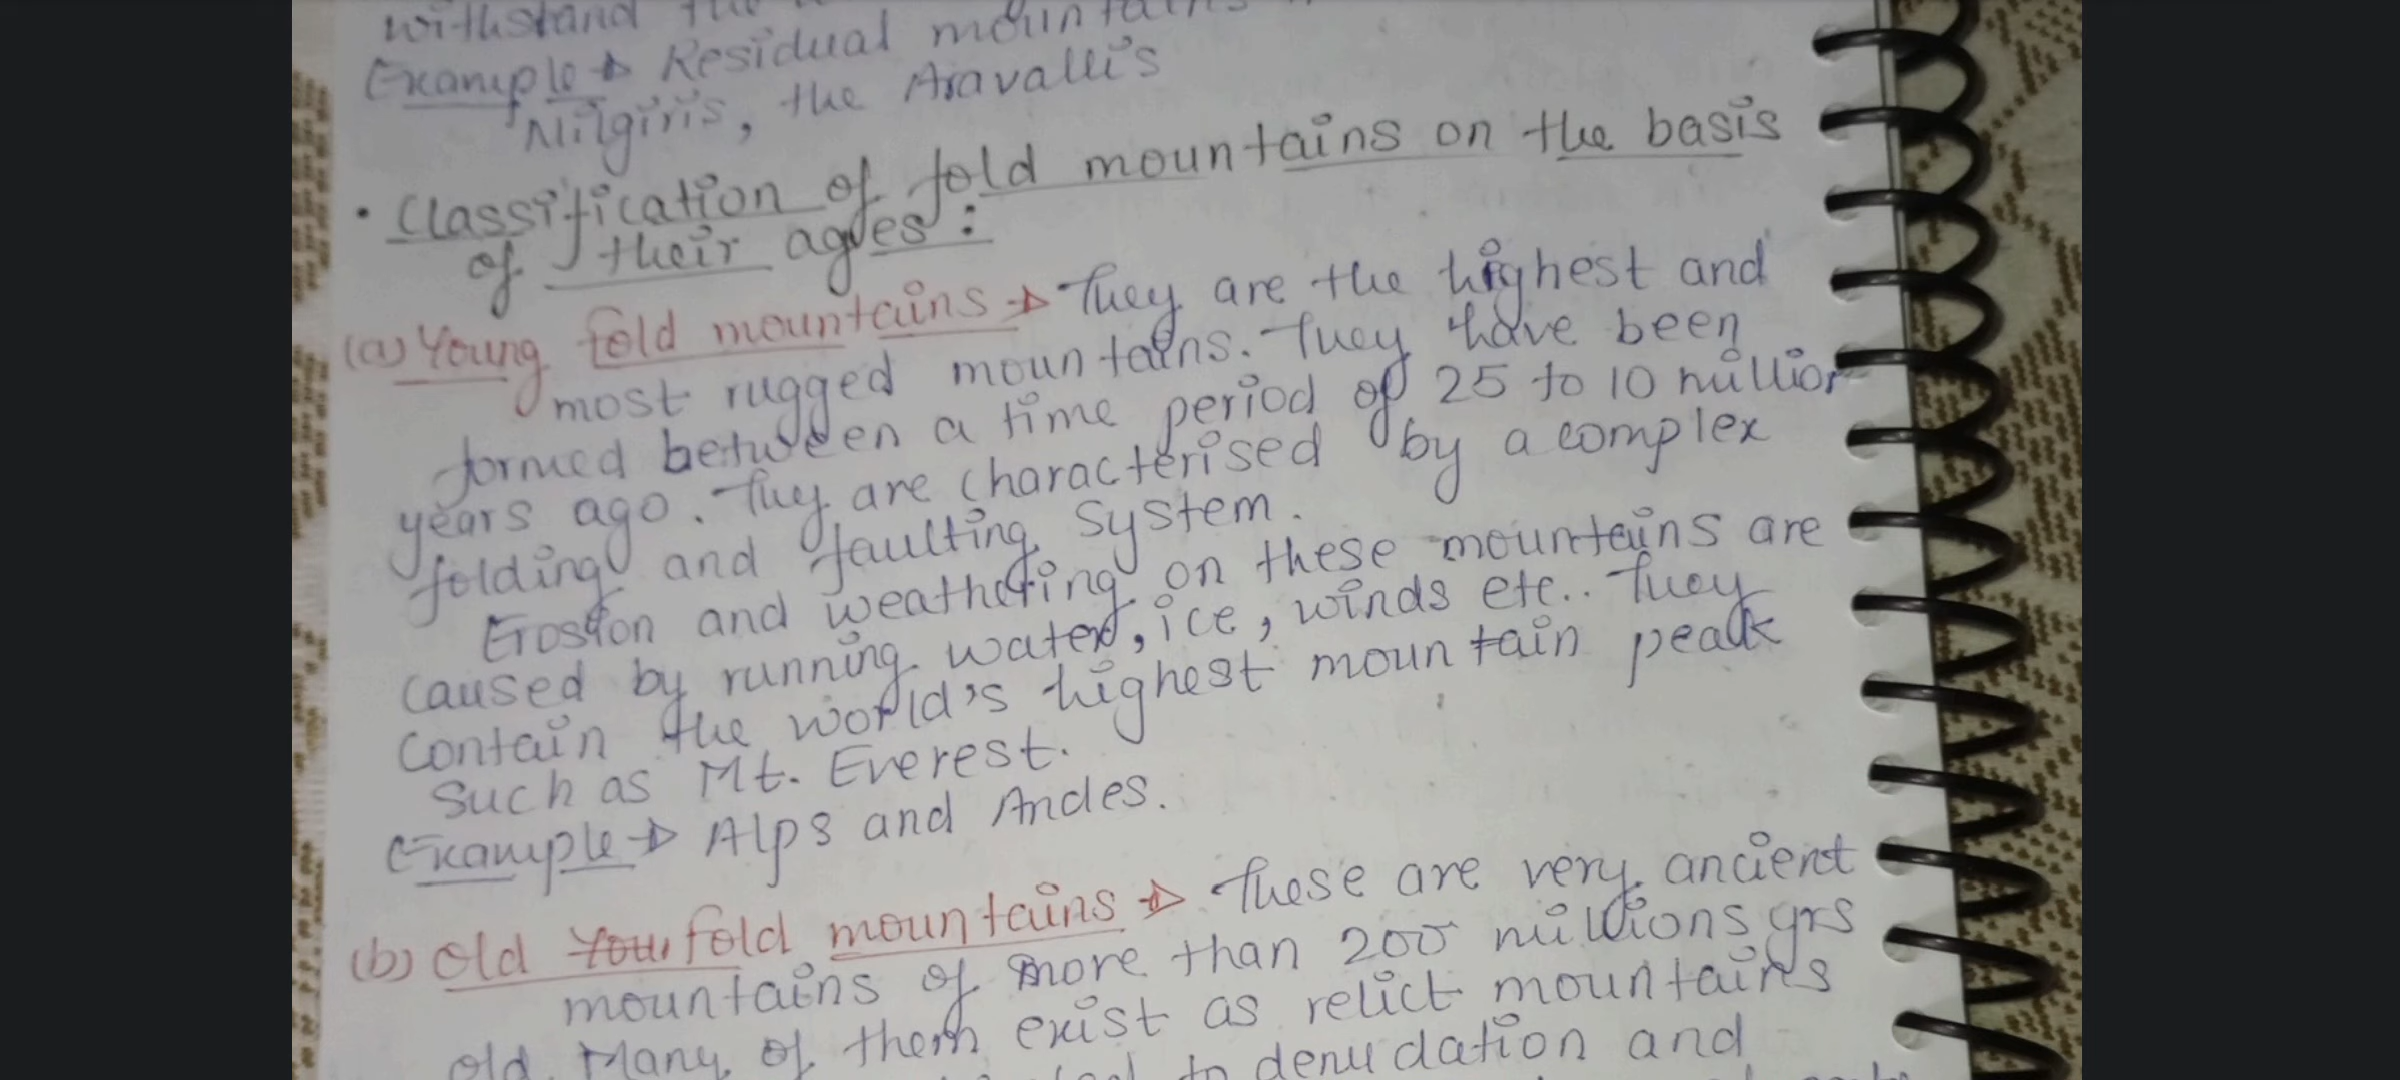 withstand the
Example → Residual mountains
Nilgiris, the Aravalli's
• Classification of fold mountains on the basis
of their ages :
(a) Young fold mountains → They are the highest and
most rugged mountains. They have been
formed between a time period of 25 to 10 million
years ago. They are characterised by a complex
folding and faulting system.
Erosion and weathering on these mountains are
caused by running water, ice, winds etc.. They
contain the world's highest mountain peak
such as Mt. Everest.
Example → Alps and Andes.
(b) Old fold mountains → These are very ancient
mountains of more than 200 millions yrs
old. Many of them exist as relict mountains
to denudation and